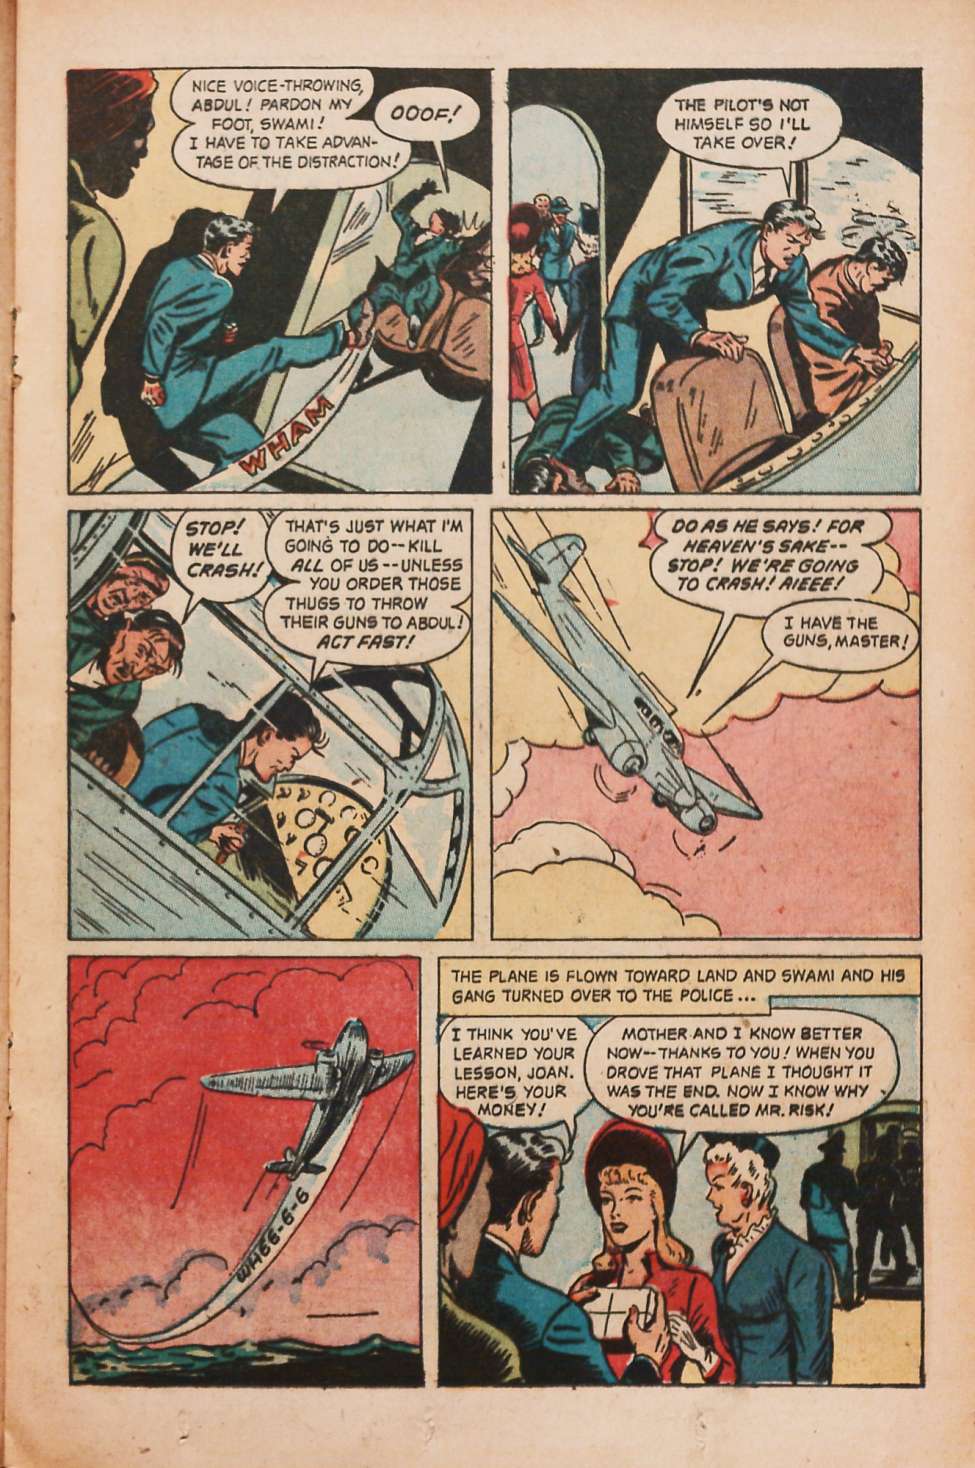 NICE VOICE-THROWING,
ABDUL! PARDON MY
FOOT, SWAMI!
I HAVE TO TAKE ADVAN-
TAGE OF THE DISTRACTION!
OOOF!
WHAM
THE PILOT'S NOT
HIMSELF SO I'LL
TAKE OVER!
STOP!
WE'LL
CRASH!
THAT'S JUST WHAT I'M
GOING TO DO--KILL
ALL OF US--UNLESS
YOU ORDER THOSE
THUGS TO THROW
THEIR GUNS TO ABDUL!
ACT FAST!
DO AS HE SAYS! FOR
HEAVEN'S SAKE--
STOP! WE'RE GOING
TO CRASH! AIEEE!
I HAVE THE
GUNS, MASTER!
WHEE-E-E
THE PLANE IS FLOWN TOWARD LAND AND SWAMI AND HIS
GANG TURNED OVER TO THE POLICE...
I THINK YOU'VE
LEARNED YOUR
LESSON, JOAN.
HERE'S YOUR
MONEY!
MOTHER AND I KNOW BETTER
NOW--THANKS TO YOU! WHEN YOU
DROVE THAT PLANE I THOUGHT IT
WAS THE END. NOW I KNOW WHY
YOU'RE CALLED MR. RISK!